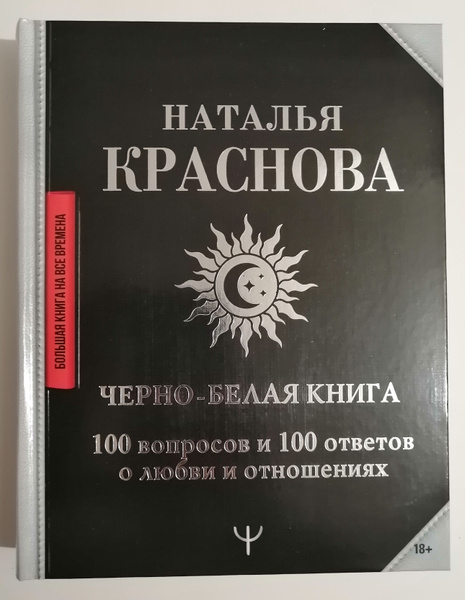 НАТАЛЬЯ
КРАСНОВА
БОЛЬШАЯ КНИГА НА ВСЕ ВРЕМЕНА
ЧЕРНО-БЕЛАЯ КНИГА
100 вопросов и 100 ответов
о любви и отношениях
18+